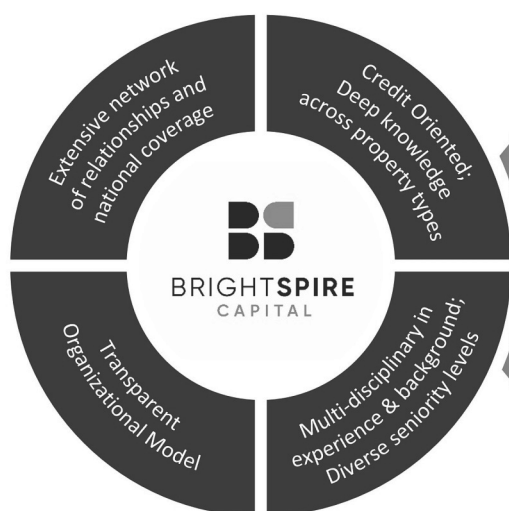 Extensive network
of relationships and
national coverage
Credit Oriented;
Deep knowledge
across property types
BRIGHTSPIRE
CAPITAL
Transparent
Organizational Model
Multi-disciplinary in
experience & background;
Diverse seniority levels